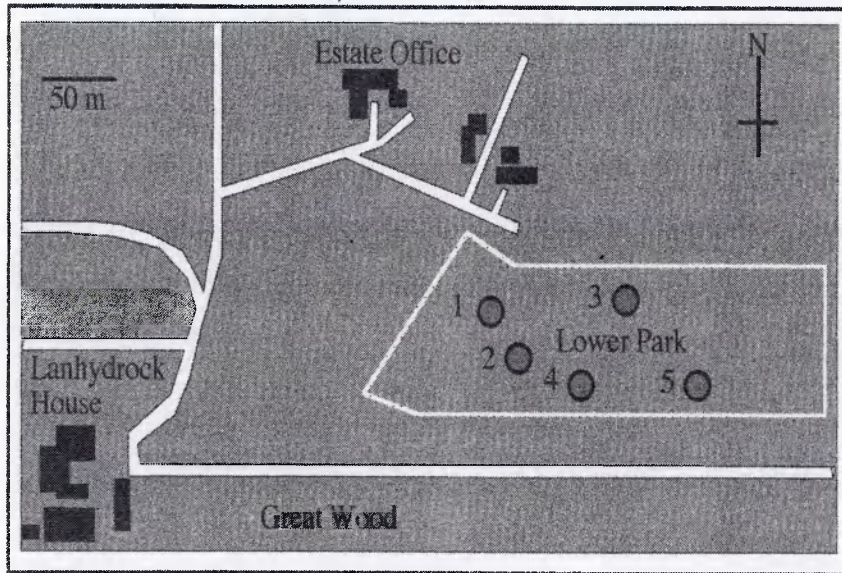 Estate Office
N
50 m
1
3
Lower Park
2
4
5
Lanhydrock
House
Great Wood